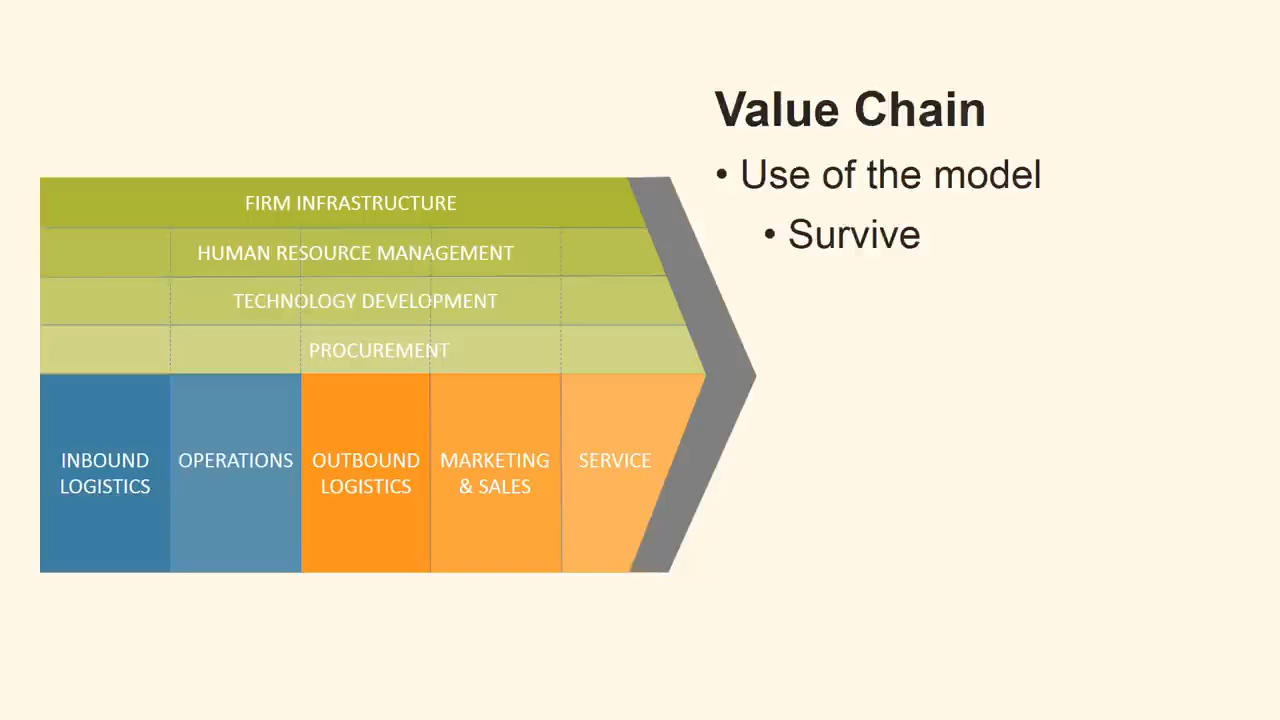 Value Chain
• Use of the model
• Survive
FIRM INFRASTRUCTURE
HUMAN RESOURCE MANAGEMENT
TECHNOLOGY DEVELOPMENT
PROCUREMENT
INBOUND
LOGISTICS
OPERATIONS
OUTBOUND
LOGISTICS
MARKETING
& SALES
SERVICE